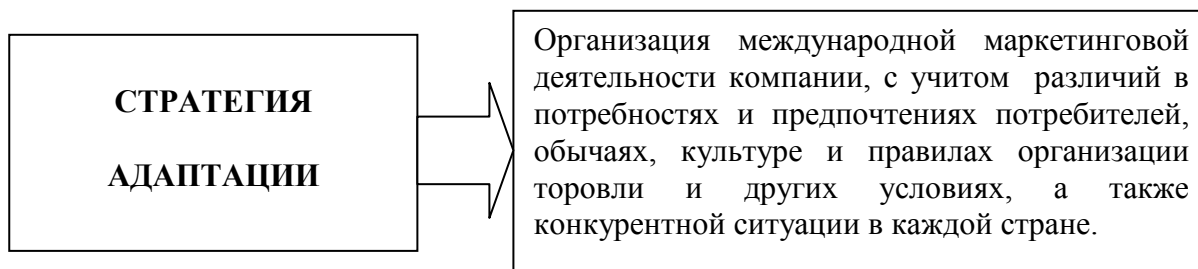 СТРАТЕГИЯ
АДАПТАЦИИ
Организация международной маркетинговой
деятельности компании, с учитом различий в
потребностях и предпочтениях потребителей,
обычаях, культуре и правилах организации
торовли и других условиях, а также
конкурентной ситуации в каждой стране.